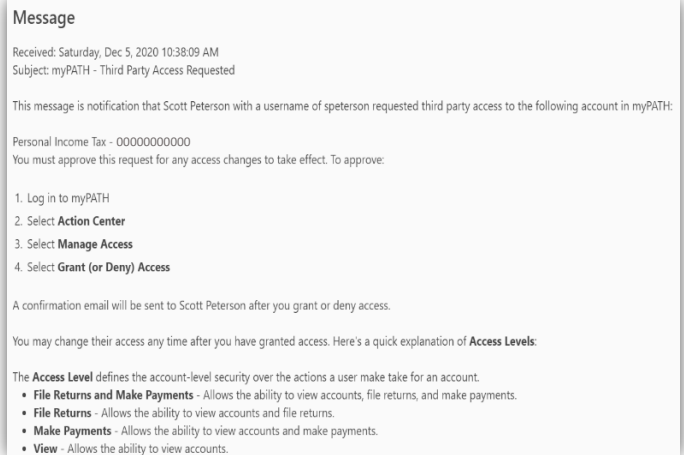 Message
Received: Saturday, Dec 5, 2020 10:38:09 AM
Subject: myPATH - Third Party Access Requested
This message is notification that Scott Peterson with a username of speterson requested third party access to the following account in myPATH:
Personal Income Tax - 00000000000
You must approve this request for any access changes to take effect. To approve:
1. Log in to myPATH
2. Select Action Center
3. Select Manage Access
4. Select Grant (or Deny) Access
A confirmation email will be sent to Scott Peterson after you grant or deny access.
You may change their access any time after you have granted access. Here's a quick explanation of Access Levels:
The Access Level defines the account-level security over the actions a user make take for an account.
• File Returns and Make Payments - Allows the ability to view accounts, file returns, and make payments.
• File Returns - Allows the ability to view accounts and file returns.
• Make Payments - Allows the ability to view accounts and make payments.
• View - Allows the ability to view accounts.